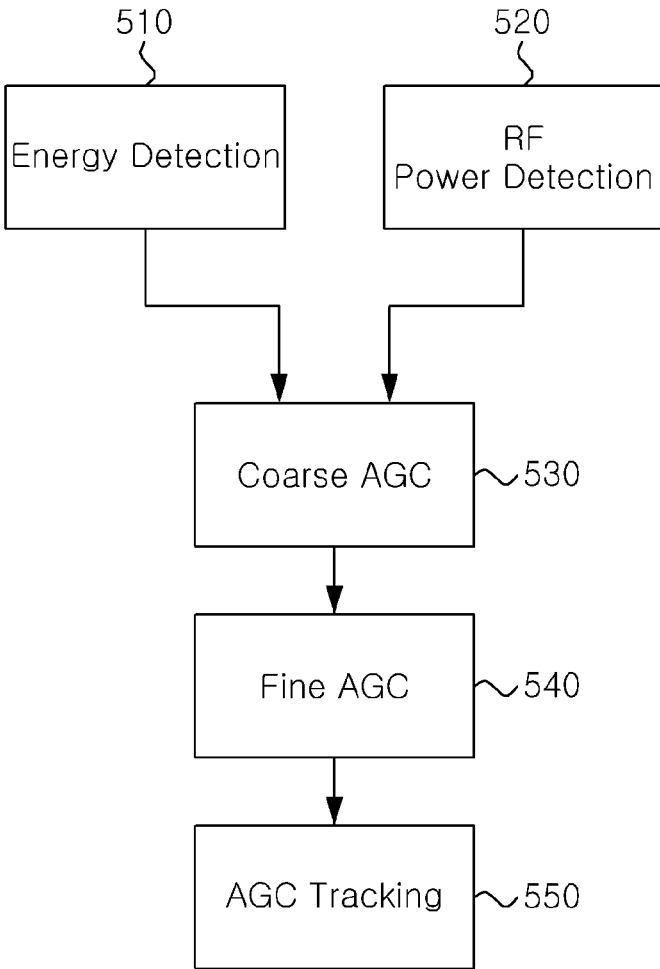 510
520
Energy Detection
RF
Power Detection
Coarse AGC
530
Fine AGC
540
AGC Tracking
550